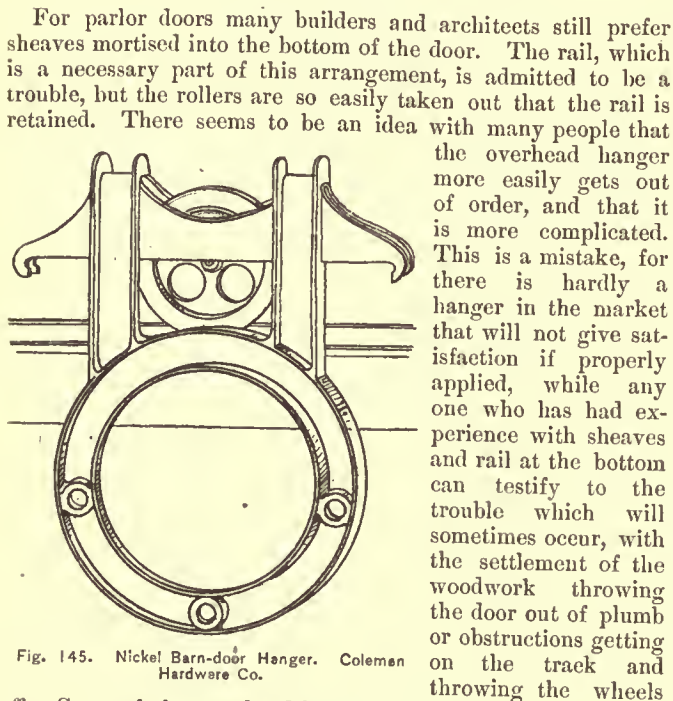 For parlor doors many builders and architects still prefer
sheaves mortised into the bottom of the door. The rail, which
is a necessary part of this arrangement, is admitted to be a
trouble, but the rollers are so easily taken out that the rail is
retained. There seems to be an idea with many people that
the overhead hanger
more easily gets out
of order, and that it
is more complicated.
This is a mistake, for
there is hardly a
hanger in the market
that will not give sat-
isfaction if properly
applied, while any
one who has had ex-
perience with sheaves
and rail at the bottom
can testify to the
trouble which will
sometimes occur, with
the settlement of the
woodwork throwing
the door out of plumb
or obstructions getting
on the track and
throwing the wheels
Fig. 145. Nickel Barn-door Hanger. Coleman
Hardware Co.